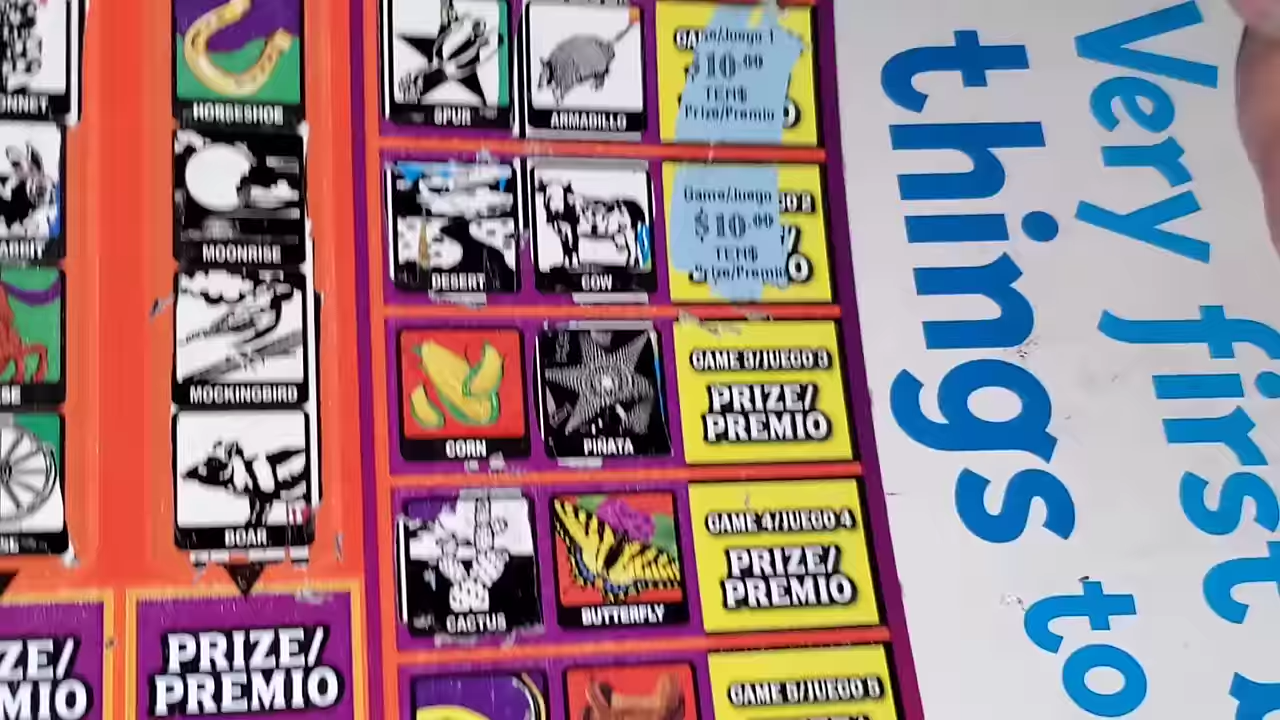 HORSESHOE
MOONRISE
MOCKINGBIRD
BOAR
PRIZE/
PREMIO
SPUR
ARMADILLO
Game/Juego 1
$10.00
TEN$
Prize/Premio
DESERT
COW
Game/Juego
$10.00
TEN$
Prize/Premio
CORN
PIÑATA
GAME 3/JUEGO 3
PRIZE/
PREMIO
CACTUS
BUTTERFLY
GAME 4/JUEGO 4
PRIZE/
PREMIO
GAME 5/JUEGO 5
Very first
things to